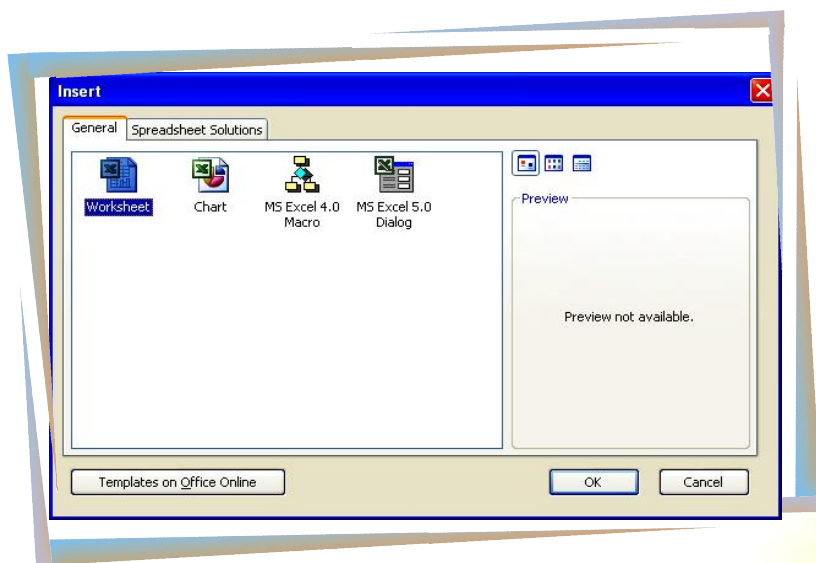 Insert
General Spreadsheet Solutions
Worksheet Chart MS Excel 4.0 Macro MS Excel 5.0 Dialog
Preview
Preview not available.
Templates on Office Online OK Cancel